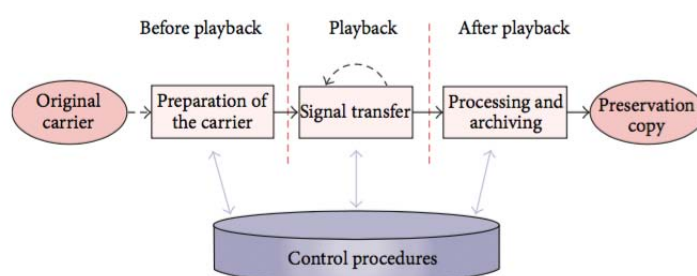 Before playback
Playback
After playback
Original
carrier
Preparation of
the carrier
Signal transfer
Processing and
archiving
Preservation
copy
Control procedures